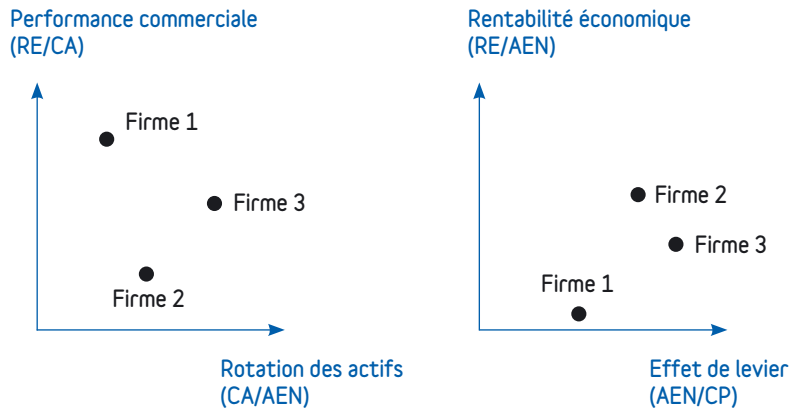 Performance commerciale
(RE/CA)
Firme 1
Firme 3
Firme 2
Rotation des actifs
(CA/AEN)
Rentabilité économique
(RE/AEN)
Firme 2
Firme 3
Firme 1
Effet de levier
(AEN/CP)